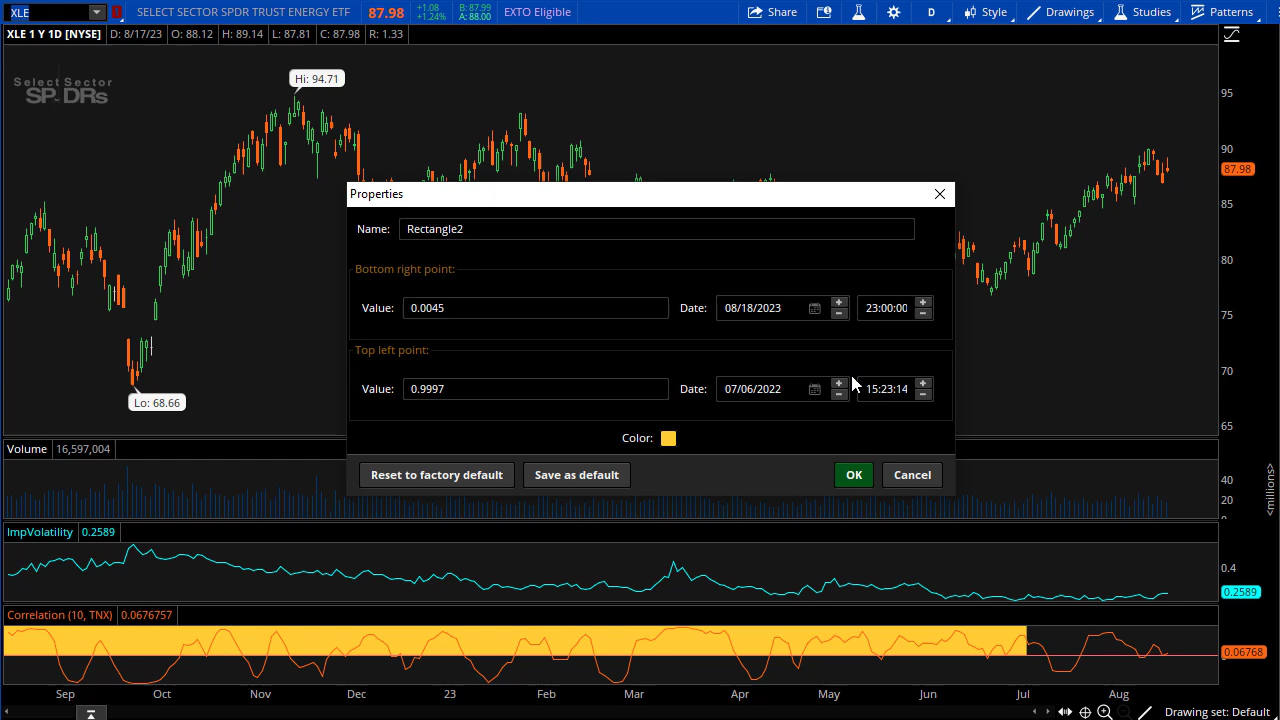 XLE
SELECT SECTOR SPDR TRUST ENERGY ETF
87.98
+1.08
+1.24%
B: 87.99
A: 88.00
EXTO Eligible
Share
D
Style
Drawings
Studies
Patterns
XLE 1 Y 1D [NYSE] D: 8/17/23 O: 88.12 H: 89.14 L: 87.81 C: 87.98 R: 1.33
Select Sector
SPDRs
Hi: 94.71
Lo: 68.66
95
90
87.98
85
80
75
70
65
Properties
Name: Rectangle2
Bottom right point:
Value: 0.0045 Date: 08/18/2023 23:00:00
Top left point:
Value: 0.9997 Date: 07/06/2022 15:23:14
Color:
Reset to factory default Save as default OK Cancel
Volume 16,597,004
40
20
<millions>
ImpVolatility 0.2589
0.4
0.2589
Correlation (10, TNX) 0.0676757
0.06768
Sep Oct Nov Dec 23 Feb Mar Apr May Jun Jul Aug
Drawing set: Default